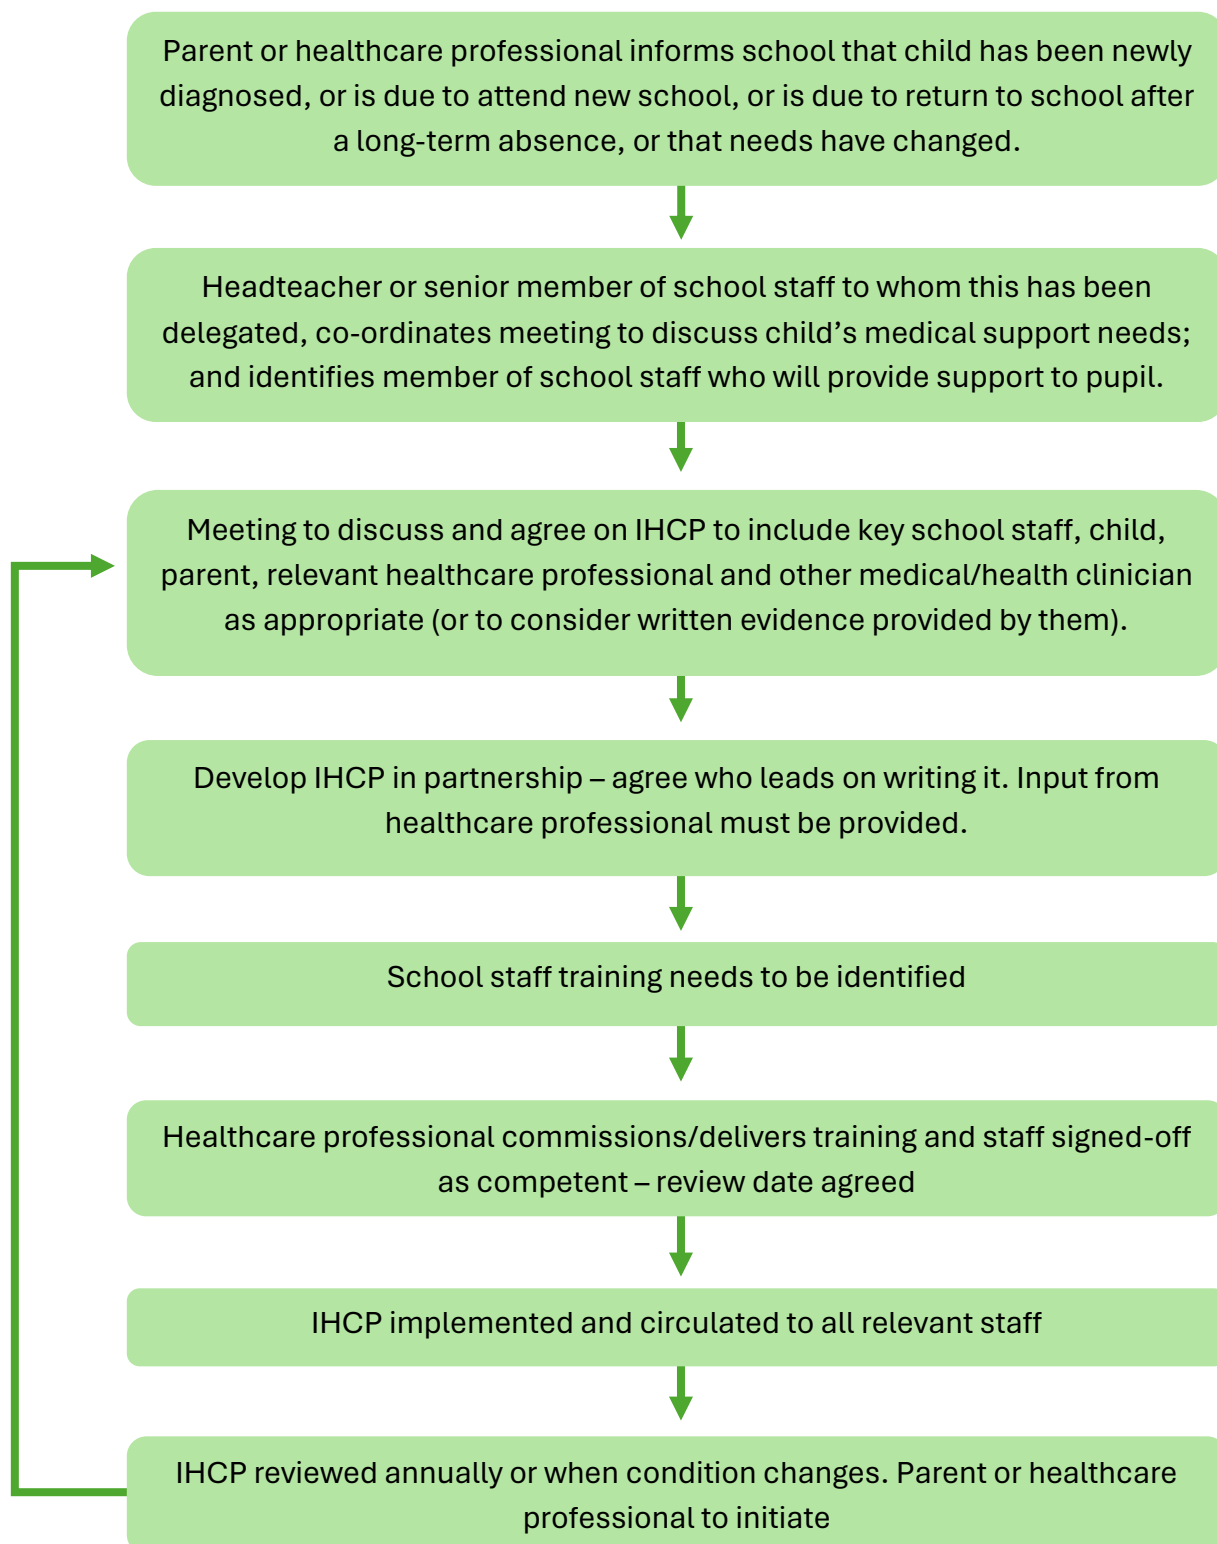 Parent or healthcare professional informs school that child has been newly
diagnosed, or is due to attend new school, or is due to return to school after
a long-term absence, or that needs have changed.
Headteacher or senior member of school staff to whom this has been
delegated, co-ordinates meeting to discuss child’s medical support needs;
and identifies member of school staff who will provide support to pupil.
Meeting to discuss and agree on IHCP to include key school staff, child,
parent, relevant healthcare professional and other medical/health clinician
as appropriate (or to consider written evidence provided by them).
Develop IHCP in partnership – agree who leads on writing it. Input from
healthcare professional must be provided.
School staff training needs to be identified
Healthcare professional commissions/delivers training and staff signed-off
as competent – review date agreed
IHCP implemented and circulated to all relevant staff
IHCP reviewed annually or when condition changes. Parent or healthcare
professional to initiate